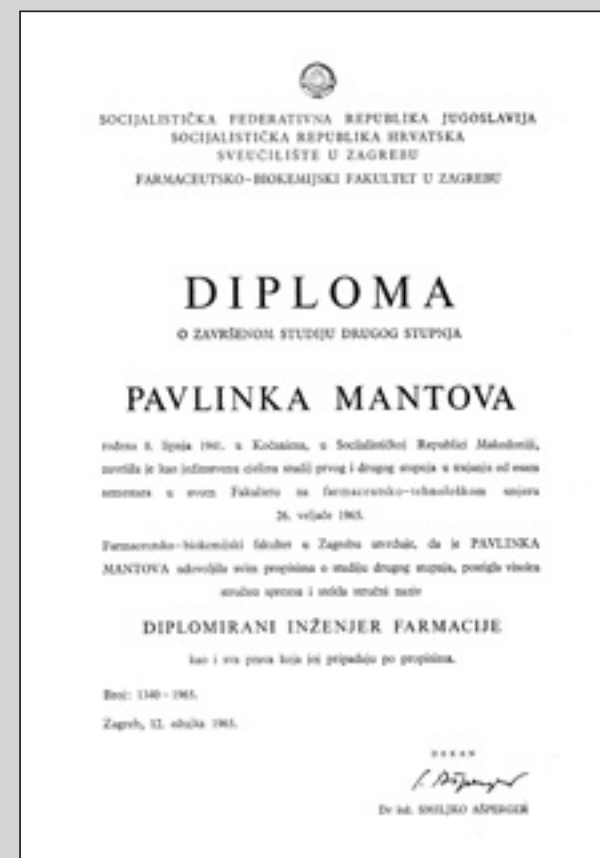 SOCIJALISTIČKA FEDERATIVNA REPUBLIKA JUGOSLAVIJA
SOCIJALISTIČKA REPUBLIKA HRVATSKA
SVEUČILIŠTE U ZAGREBU
FARMACEUTSKO-BIOKEMIJSKI FAKULTET U ZAGREBU
DIPLOMA
O ZAVRŠENOM STUDIJU DRUGOG STUPNJA
PAVLINKA MANTOVA
rođena 8. lipnja 1941. u Kočanima, u Socijalističkoj Republici Makedoniji,
završila je kao jedinstvenu cjelinu studij prvog i drugog stupnja u trajanju od osam
semestara u ovom Fakultetu na farmaceutsko-tehnološkom smjeru
26. veljače 1965.
Farmaceutsko-biokemijski fakultet u Zagrebu utvrđuje, da je PAVLINKA
MANTOVA udovoljila svim propisima o studiju drugog stupnja, postigla visoku
stručnu spremu i stekla stručni naziv
DIPLOMIRANI INŽENJER FARMACIJE
kao i sva prava koja joj pripadaju po propisima.
Broj: 1340-1965.
Zagreb, 12. ožujka 1965.
DEKAN
Dr inž. SMILJKO AŠPERGER